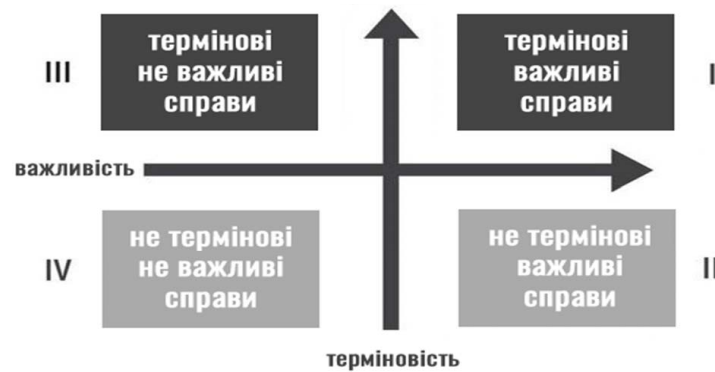 III
термінові
не важливі
справи
термінові
важливі
справи
I
важливість
IV
не термінові
не важливі
справи
не термінові
важливі
справи
II
терміновість